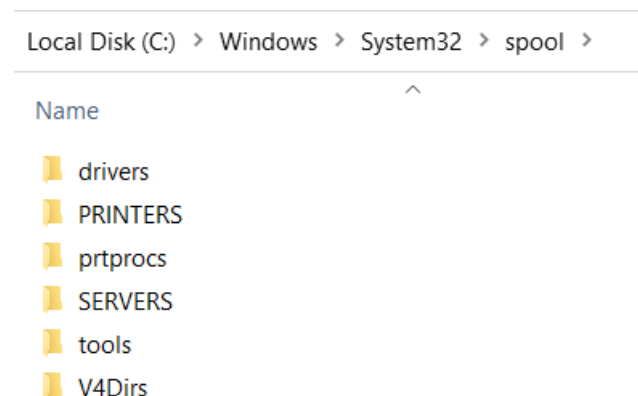 Local Disk (C:) > Windows > System32 > spool >
Name
drivers
PRINTERS
prtprocs
SERVERS
tools
V4Dirs